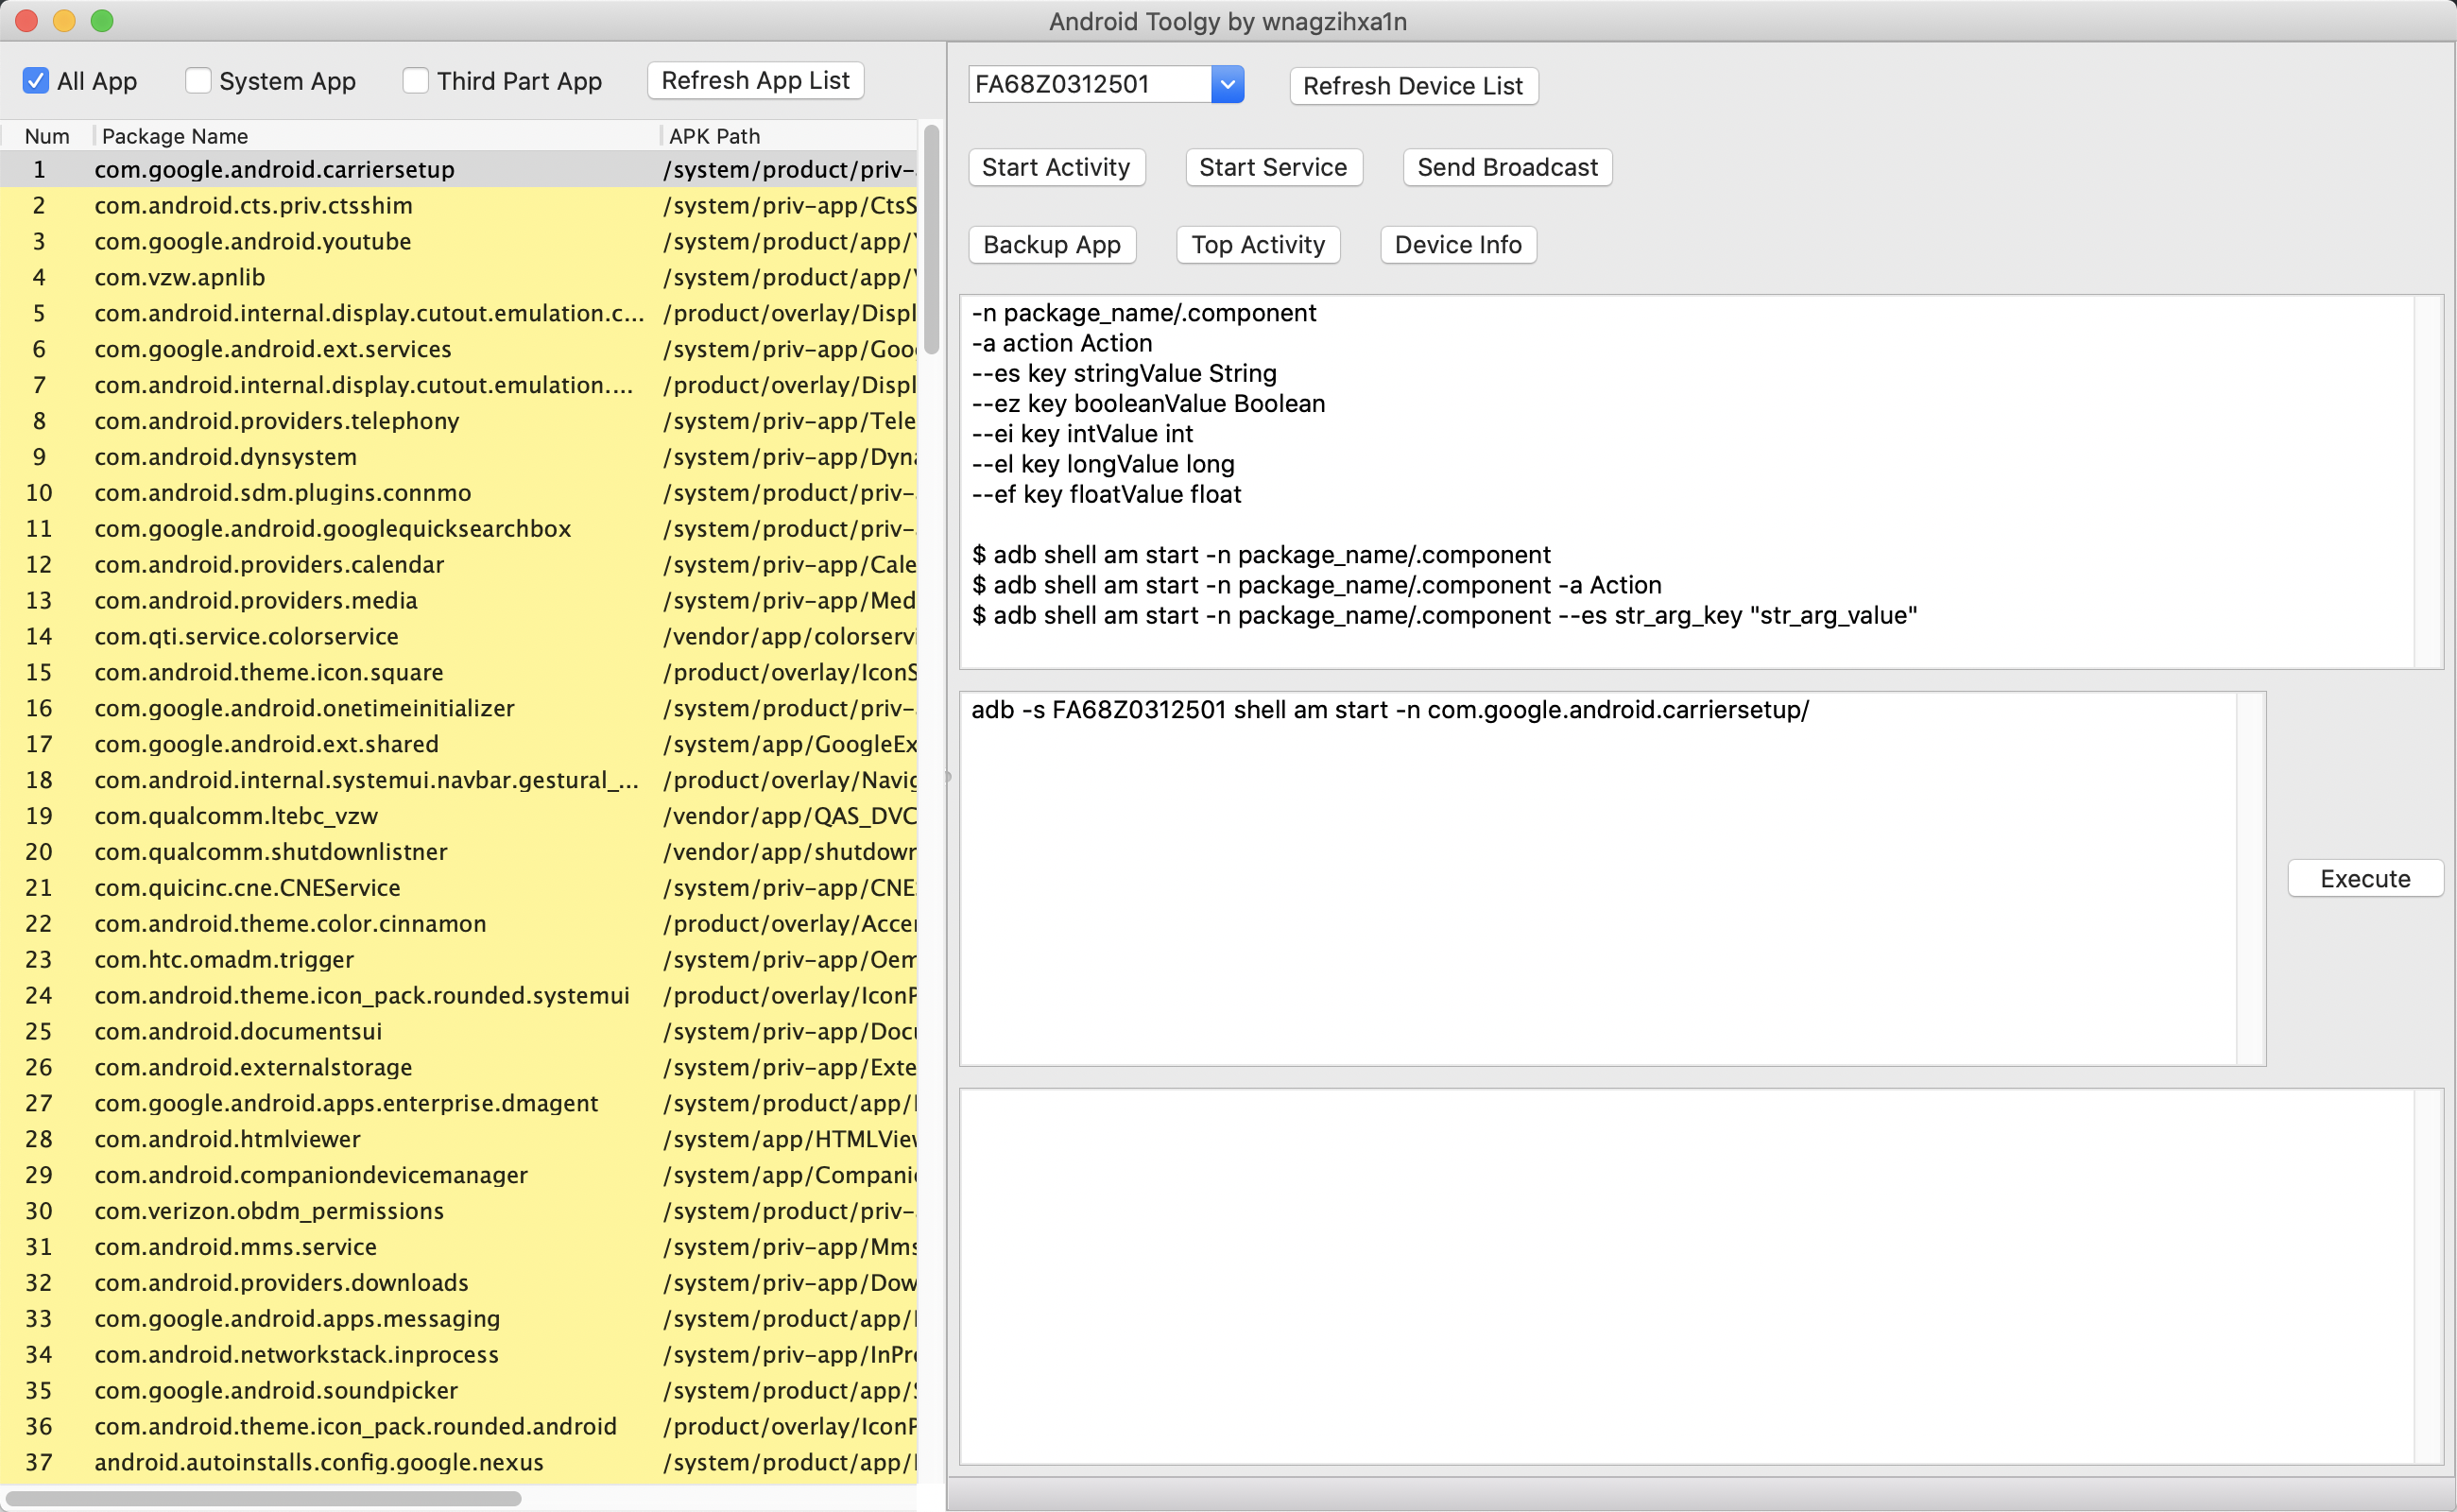 Android Toolgy by wnagzihxa1n
All App System App Third Part App Refresh App List
Num Package Name APK Path
1 com.google.android.carriersetup /system/product/priv-
2 com.android.cts.priv.ctsshim /system/priv-app/CtsS
3 com.google.android.youtube /system/product/app/
4 com.vzw.apnlib /system/product/app/
5 com.android.internal.display.cutout.emulation.c... /product/overlay/Displ
6 com.google.android.ext.services /system/priv-app/Goo
7 com.android.internal.display.cutout.emulation.... /product/overlay/Displ
8 com.android.providers.telephony /system/priv-app/Tele
9 com.android.dynsystem /system/priv-app/Dyn
10 com.android.sdm.plugins.connmo /system/product/priv-
11 com.google.android.googlequicksearchbox /system/product/priv-
12 com.android.providers.calendar /system/priv-app/Cale
13 com.android.providers.media /system/priv-app/Med
14 com.qti.service.colorservice /vendor/app/colorserv
15 com.android.theme.icon.square /product/overlay/IconS
16 com.google.android.onetimeinitializer /system/product/priv-
17 com.google.android.ext.shared /system/app/GoogleEx
18 com.android.internal.systemui.navbar.gestural_... /product/overlay/Navig
19 com.qualcomm.ltebc_vzw /vendor/app/QAS_DVC
20 com.qualcomm.shutdownlistner /vendor/app/shutdow
21 com.quicinc.cne.CNEService /system/priv-app/CNE
22 com.android.theme.color.cinnamon /product/overlay/Acce
23 com.htc.omadm.trigger /system/priv-app/Oem
24 com.android.theme.icon_pack.rounded.systemui /product/overlay/IconP
25 com.android.documentsui /system/priv-app/Doc
26 com.android.externalstorage /system/priv-app/Exte
27 com.google.android.apps.enterprise.dmagent /system/product/app/
28 com.android.htmlviewer /system/app/HTMLVie
29 com.android.companiondevicemanager /system/app/Compani
30 com.verizon.obdm_permissions /system/product/priv-
31 com.android.mms.service /system/priv-app/Mms
32 com.android.providers.downloads /system/priv-app/Dow
33 com.google.android.apps.messaging /system/product/app/
34 com.android.networkstack.inprocess /system/priv-app/InPr
35 com.google.android.soundpicker /system/product/app/
36 com.android.theme.icon_pack.rounded.android /product/overlay/IconP
37 android.autoinstalls.config.google.nexus /system/product/app/
FA68Z0312501 Refresh Device List
Start Activity Start Service Send Broadcast
Backup App Top Activity Device Info
-n package_name/.component
-a action Action
--es key stringValue String
--ez key booleanValue Boolean
--ei key intValue int
--el key longValue long
--ef key floatValue float
$ adb shell am start -n package_name/.component
$ adb shell am start -n package_name/.component -a Action
$ adb shell am start -n package_name/.component --es str_arg_key "str_arg_value"
adb -s FA68Z0312501 shell am start -n com.google.android.carriersetup/
Execute